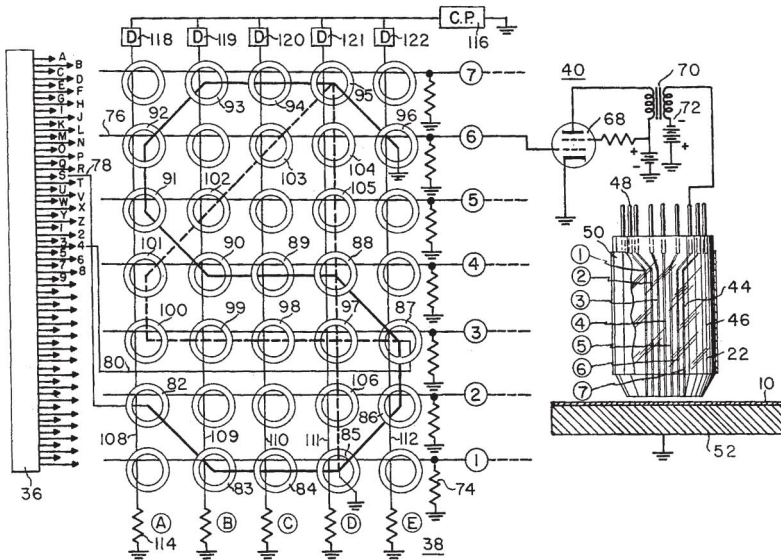 C.P.
116
D 118
D 119
D 120
D 121
D 122
A
B
C
D
E
F
G
H
I
J
K
L
M
N
O
P
Q
R
S
T
U
V
W
X
Y
Z
1
2
3
4
5
6
7
8
9
36
76
78
80
92
93
94
95
7
96
6
103
104
91
102
105
5
101
90
89
88
4
100
99
98
97
87
3
82
106
86
2
108
109
110
111
112
83
84
85
1
74
114
A
B
C
D
E
38
40
70
72
68
+
-
+
48
50
1
2
3
4
5
6
7
44
46
22
10
52